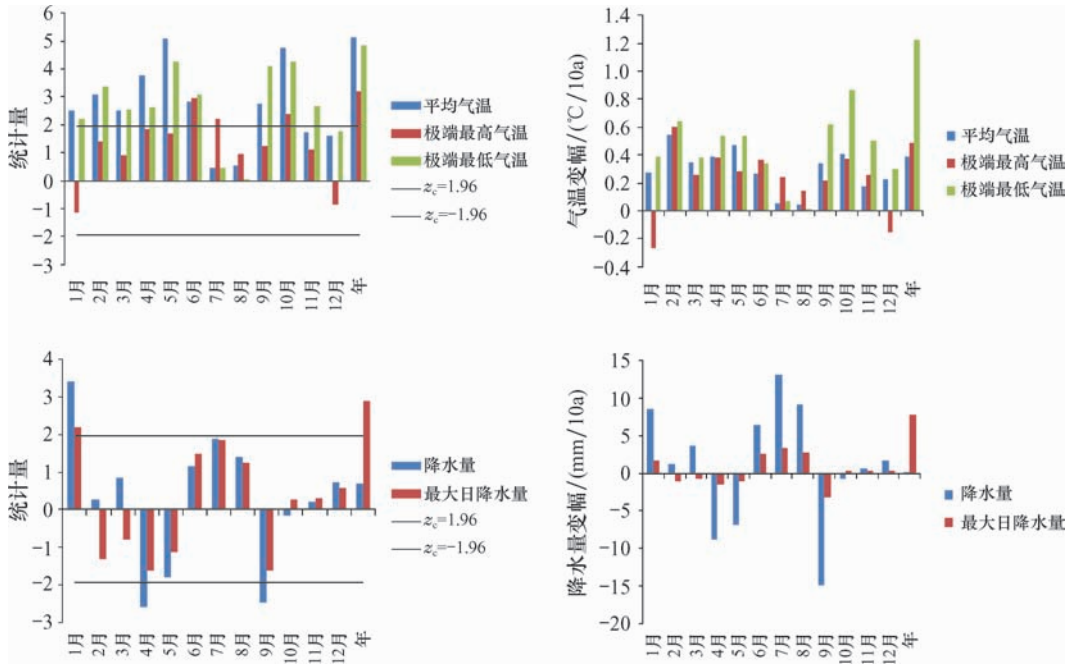 6
5
4
3
2
1
0
−1
−2
−3
统计量
1月
2月
3月
4月
5月
6月
7月
8月
9月
10月
11月
12月
年
平均气温
极端最高气温
极端最低气温
zc=1.96
zc=−1.96
1.4
1.2
1.0
0.8
0.6
0.4
0.2
0
−0.2
−0.4
气温变幅/(℃/10a)
1月
2月
3月
4月
5月
6月
7月
8月
9月
10月
11月
12月
年
平均气温
极端最高气温
极端最低气温
4
3
2
1
0
−1
−2
−3
统计量
1月
2月
3月
4月
5月
6月
7月
8月
9月
10月
11月
12月
年
降水量
最大日降水量
zc=1.96
zc=−1.96
15
10
5
0
−5
−10
−15
−20
降水量变幅/(mm/10a)
1月
2月
3月
4月
5月
6月
7月
8月
9月
10月
11月
12月
年
降水量
最大日降水量